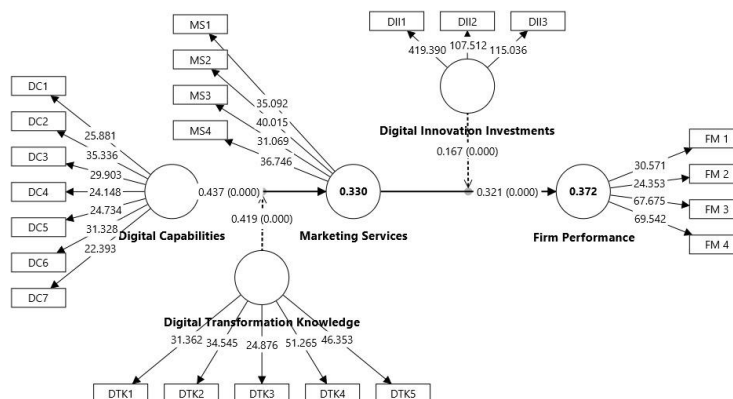 MS1
MS2
MS3
MS4
35.092
40.015
31.069
36.746
DII1
DII2
DII3
419.390
107.512
115.036
Digital Innovation Investments
0.167 (0.000)
DC1
DC2
DC3
DC4
DC5
DC6
DC7
25.881
35.336
29.903
24.148
24.734
31.328
22.393
Digital Capabilities
0.437 (0.000)
0.419 (0.000)
0.330
Marketing Services
0.321 (0.000)
0.372
Firm Performance
30.571
24.353
67.675
69.542
FM 1
FM 2
FM 3
FM 4
Digital Transformation Knowledge
31.362
34.545
24.876
51.265
46.353
DTK1
DTK2
DTK3
DTK4
DTK5